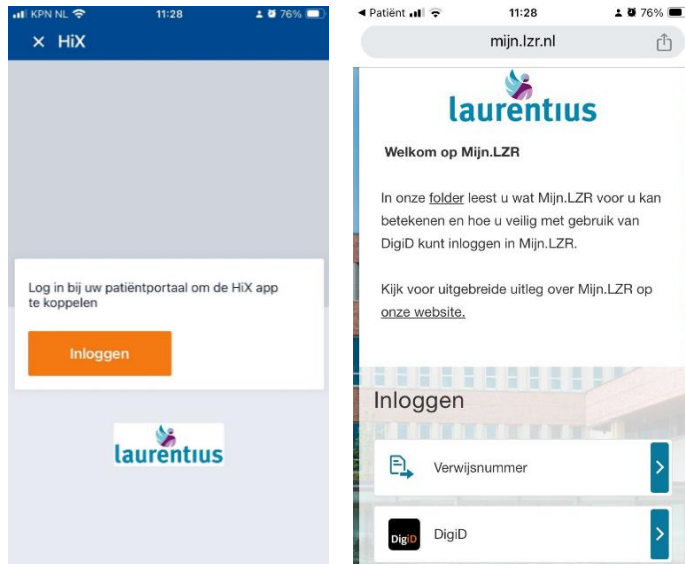 KPN NL 11:28 76%
× HiX
Log in bij uw patiëntportaal om de HiX app
te koppelen
Inloggen
laurentius
Patiënt 11:28 76%
mijn.lzr.nl
laurentius
Welkom op Mijn.LZR
In onze folder leest u wat Mijn.LZR voor u kan
betekenen en hoe u veilig met gebruik van
DigiD kunt inloggen in Mijn.LZR.
Kijk voor uitgebreide uitleg over Mijn.LZR op
onze website.
Inloggen
Verwijsnummer
DigiD DigiD